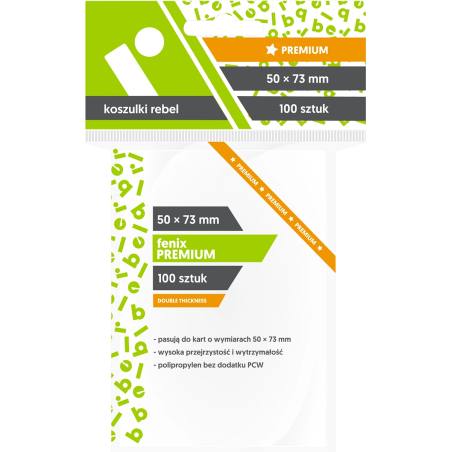 PREMIUM
50 × 73 mm
koszulki rebel
100 sztuk
PREMIUM
PREMIUM
PREMIUM
50 × 73 mm
fenix
PREMIUM
100 sztuk
DOUBLE THICKNESS
- pasują do kart o wymiarach 50 × 73 mm
- wysoka przejrzystość i wytrzymałość
- polipropylen bez dodatku PCW